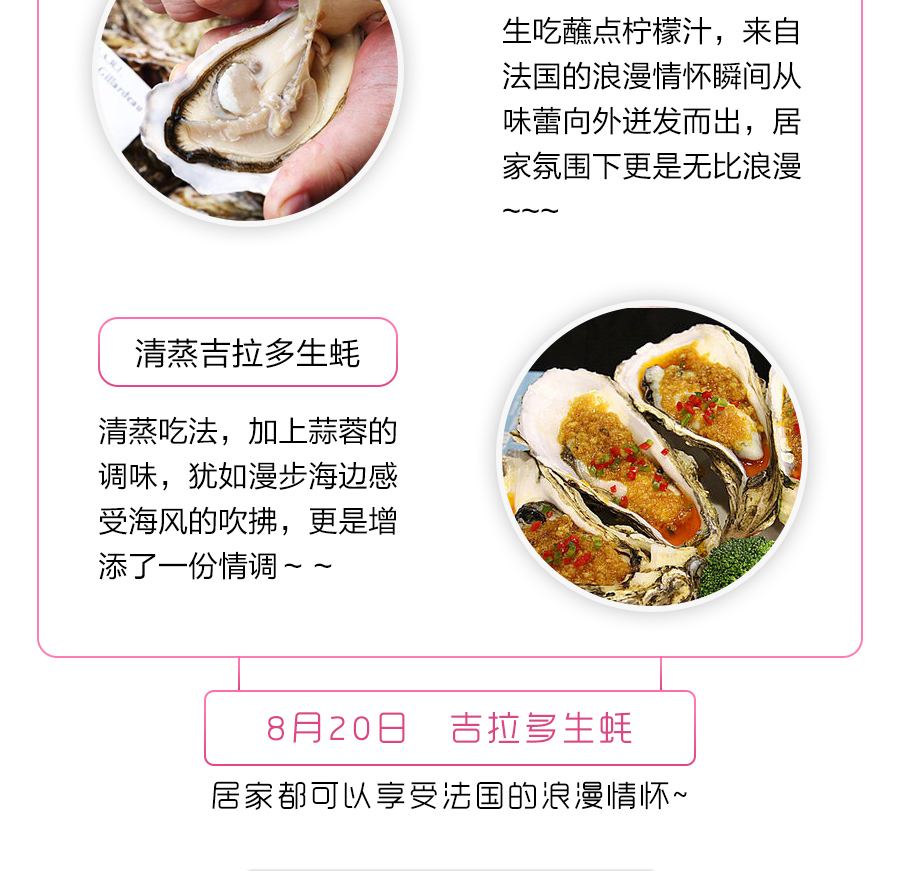 Gillardeau
生吃蘸点柠檬汁，来自
法国的浪漫情怀瞬间从
味蕾向外迸发而出，居
家氛围下更是无比浪漫
~~~
清蒸吉拉多生蚝
清蒸吃法，加上蒜蓉的
调味，犹如漫步海边感
受海风的吹拂，更是增
添了一份情调~ ~
8月20日 吉拉多生蚝
居家都可以享受法国的浪漫情怀~